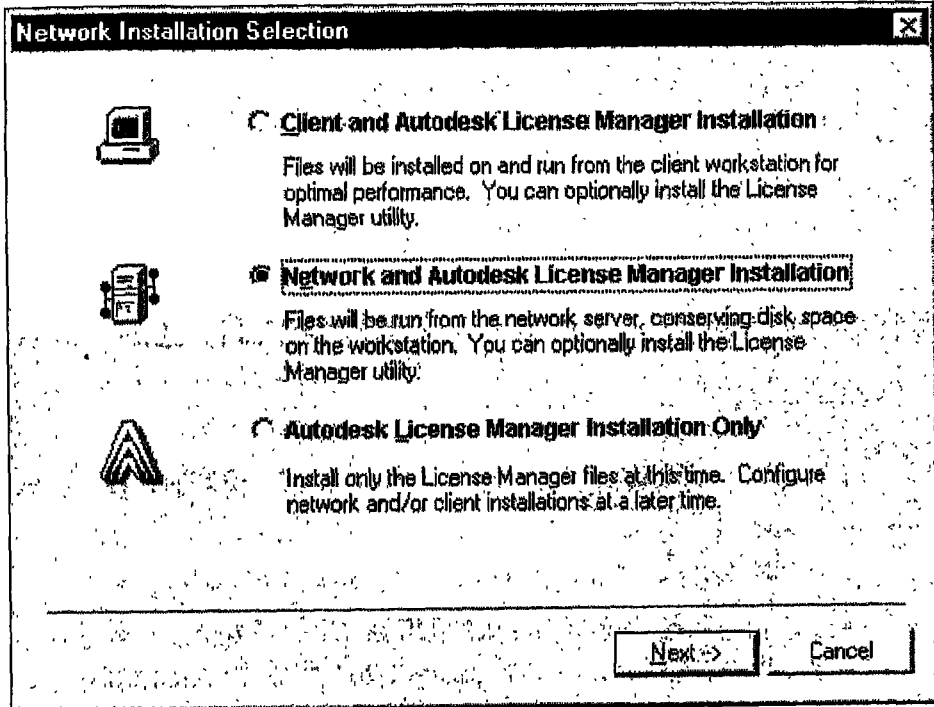 Network Installation Selection
Client and Autodesk License Manager Installation
Files will be installed on and run from the client workstation for
optimal performance. You can optionally install the License
Manager utility.
Network and Autodesk License Manager Installation
Files will be run from the network server, conserving disk space
on the workstation. You can optionally install the License
Manager utility.
Autodesk License Manager Installation Only
Install only the License Manager files at this time. Configure
network and/or client installations at a later time.
Next ->
Cancel